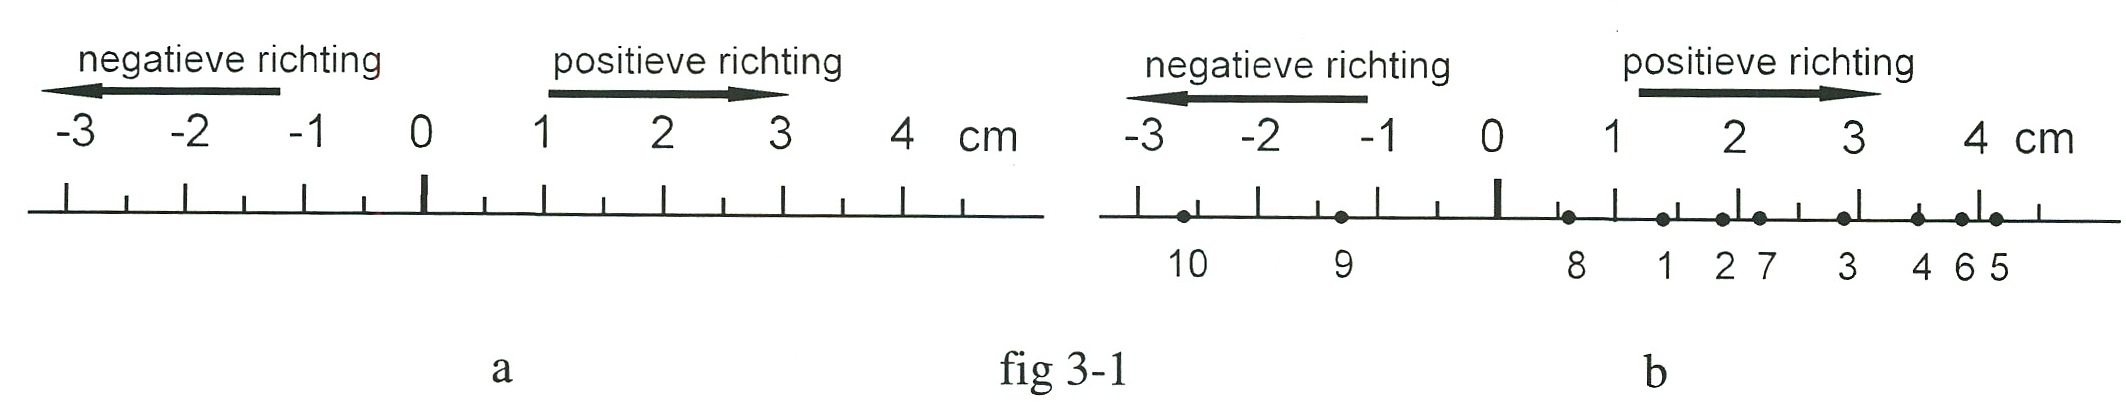 negatieve richting positieve richting
-3 -2 -1 0 1 2 3 4 cm
negatieve richting positieve richting
-3 -2 -1 0 1 2 3 4 cm
10 9 8 1 2 7 3 4 6 5
a fig 3-1 b